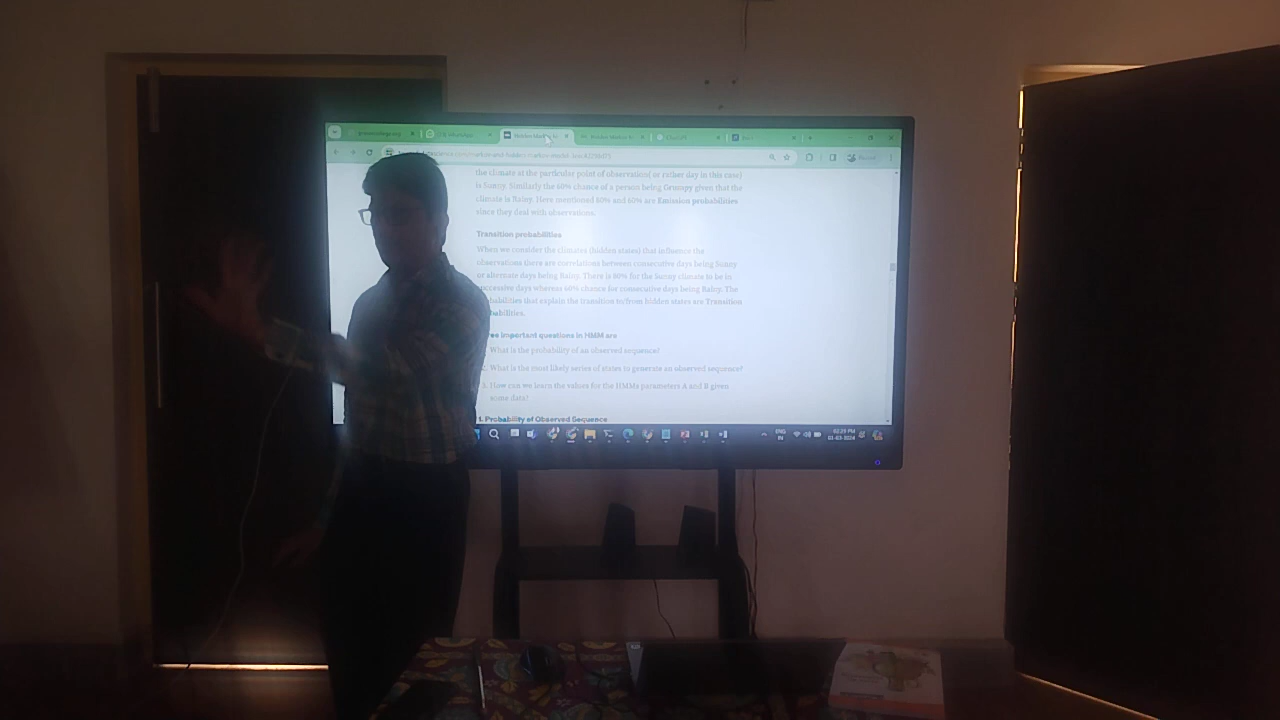 WhatsApp
the climate at the particular point of observation( or rather day in this case)
is Sunny. Similarly the 60% chance of a person being Grumpy given that the
climate is Rainy. Here mentioned 80% and 60% are Emission probabilities
since they deal with observations.
Transition probabilities
When we consider the climates (hidden states) that influence the
observations there are correlations between consecutive days being Sunny
or alternate days being Rainy. There is 80% for the Sunny climate to be in
successive days whereas 60% chance for consecutive days being Rainy. The
babilities that explain the transition to/from hidden states are Transition
babilities.
ree important questions in HMM are
What is the probability of an observed sequence?
2. What is the most likely series of states to generate an observed sequence?
3. How can we learn the values for the HMMs parameters A and B given
some data?
1. Probability of Observed Sequence
ENG
IN